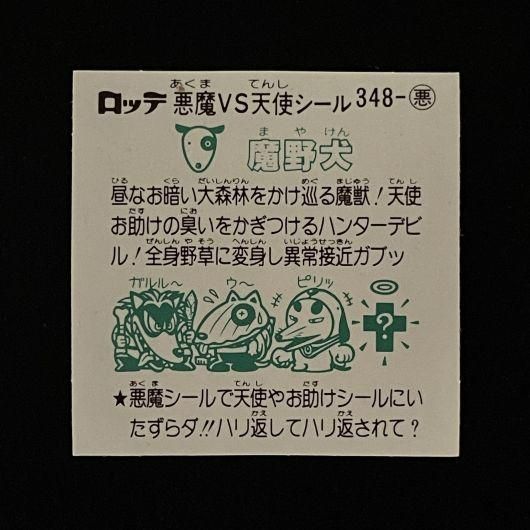 ロッテ 悪魔VS天使シール 348-悪
魔野犬
昼なお暗い大森林をかけ巡る魔獣！天使
お助けの臭いをかぎつけるハンターデビ
ル！全身野草に変身し異常接近ガブッ
ガルル～ ウ～ ピリッ
?
★悪魔シールで天使やお助けシールにい
たずらダ!!ハリ返してハリ返されて？